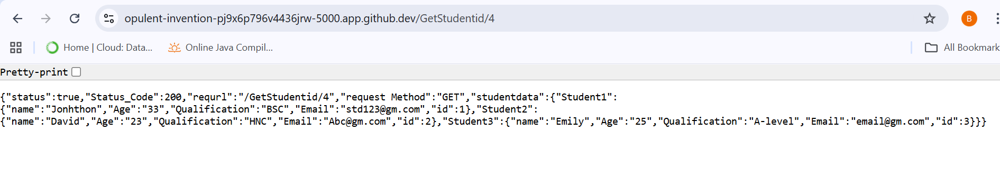 opulent-invention-pj9x6p796v4436jrw-5000.app.github.dev/GetStudentid/4
B
Home | Cloud: Data...
Online Java Compil...
All Bookmark
Pretty-print
{"status":true,"Status_Code":200,"requrl":"/GetStudentid/4","request Method":"GET","studentdata":{"Student1":
{"name":"Jonhthon","Age":"33","Qualification":"BSC","Email":"std123@gm.com","id":1},"Student2":
{"name":"David","Age":"23","Qualification":"HNC","Email":"Abc@gm.com","id":2},"Student3":{"name":"Emily","Age":"25","Qualification":"A-level","Email":"email@gm.com","id":3}}}